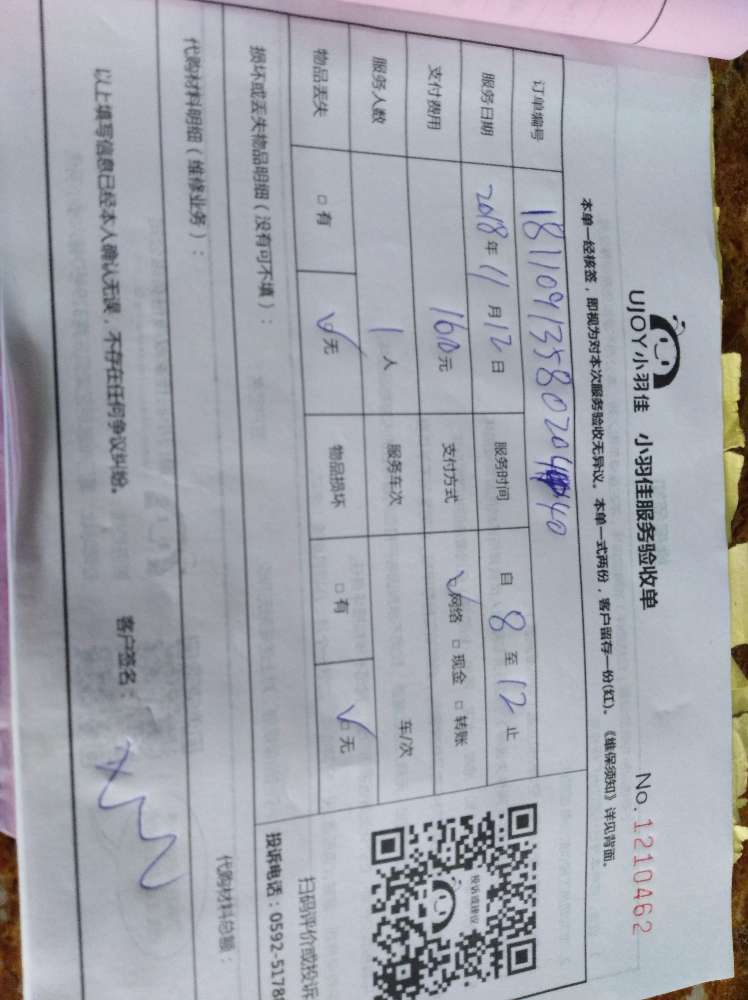 UJOY小羽佳 小羽佳服务验收单 No.1210462
本单一经核签，即视为对本次服务验收无异议。本单一式两份，客户留存一份(红)。《维保须知》详见背面。
订单编号
服务日期 2018年11月12日 服务时间 自8至12止
支付费用 160元 支付方式 网络 □现金 □转账
服务人数 1人 服务车次 车/次
物品丢失 □有 ☑无 物品损坏 □有 ☑无
损坏或丢失物品明细（没有可不填）：
代购材料明细（维修业务）： 代购材料总额：
以上填写信息已经本人确认无误，不存在任何争议纠纷。 客户签名：
投诉或建议
扫码评价或投诉
投诉电话：0592-5178